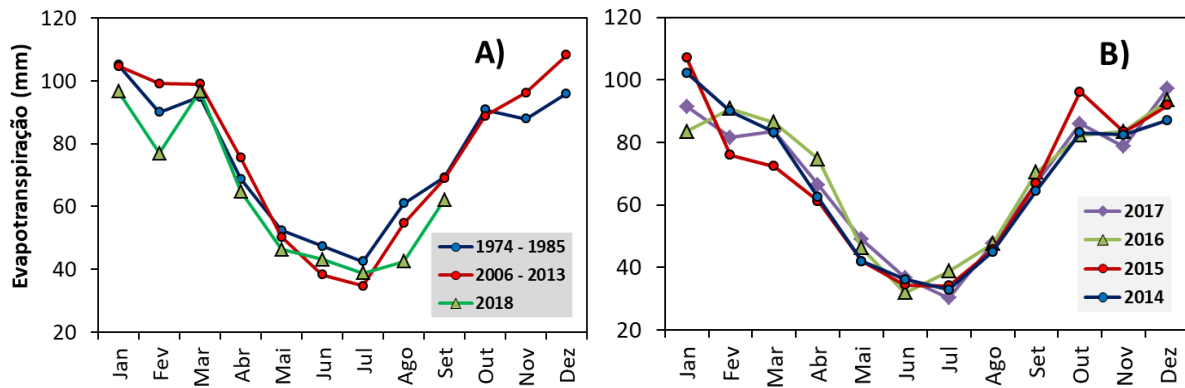 Evapotranspiração (mm)
120
100
80
60
40
20
A)
1974 - 1985
2006 - 2013
2018
Jan
Fev
Mar
Abr
Mai
Jun
Jul
Ago
Set
Out
Nov
Dez
120
100
80
60
40
20
B)
2017
2016
2015
2014
Jan
Fev
Mar
Abr
Mai
Jun
Jul
Ago
Set
Out
Nov
Dez